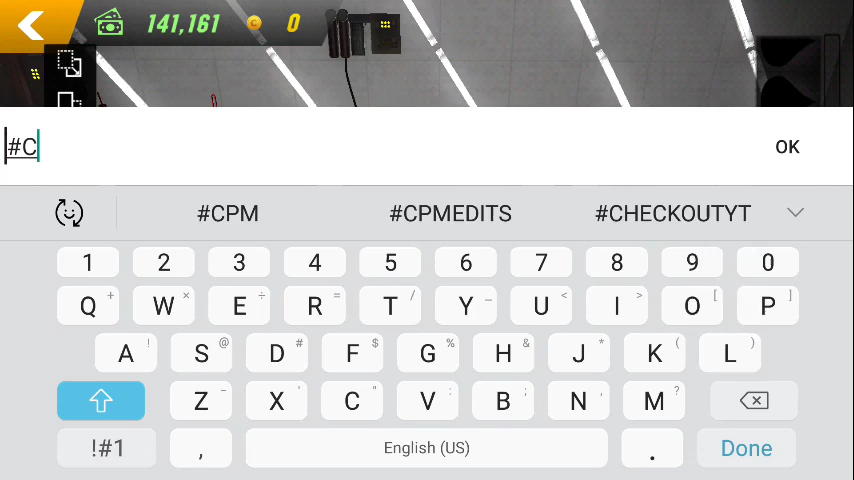 141,161 C 0
#C OK
#CPM #CPMEDITS #CHECKOUTYT
1 2 3 4 5 6 7 8 9 0
Q + W × E ÷ R = T / Y _ U < I > O [ P ]
A ! S @ D # F $ G % H & J * K ( L )
Z - X ' C " V : B ; N , M ?
!#1 , English (US) . Done